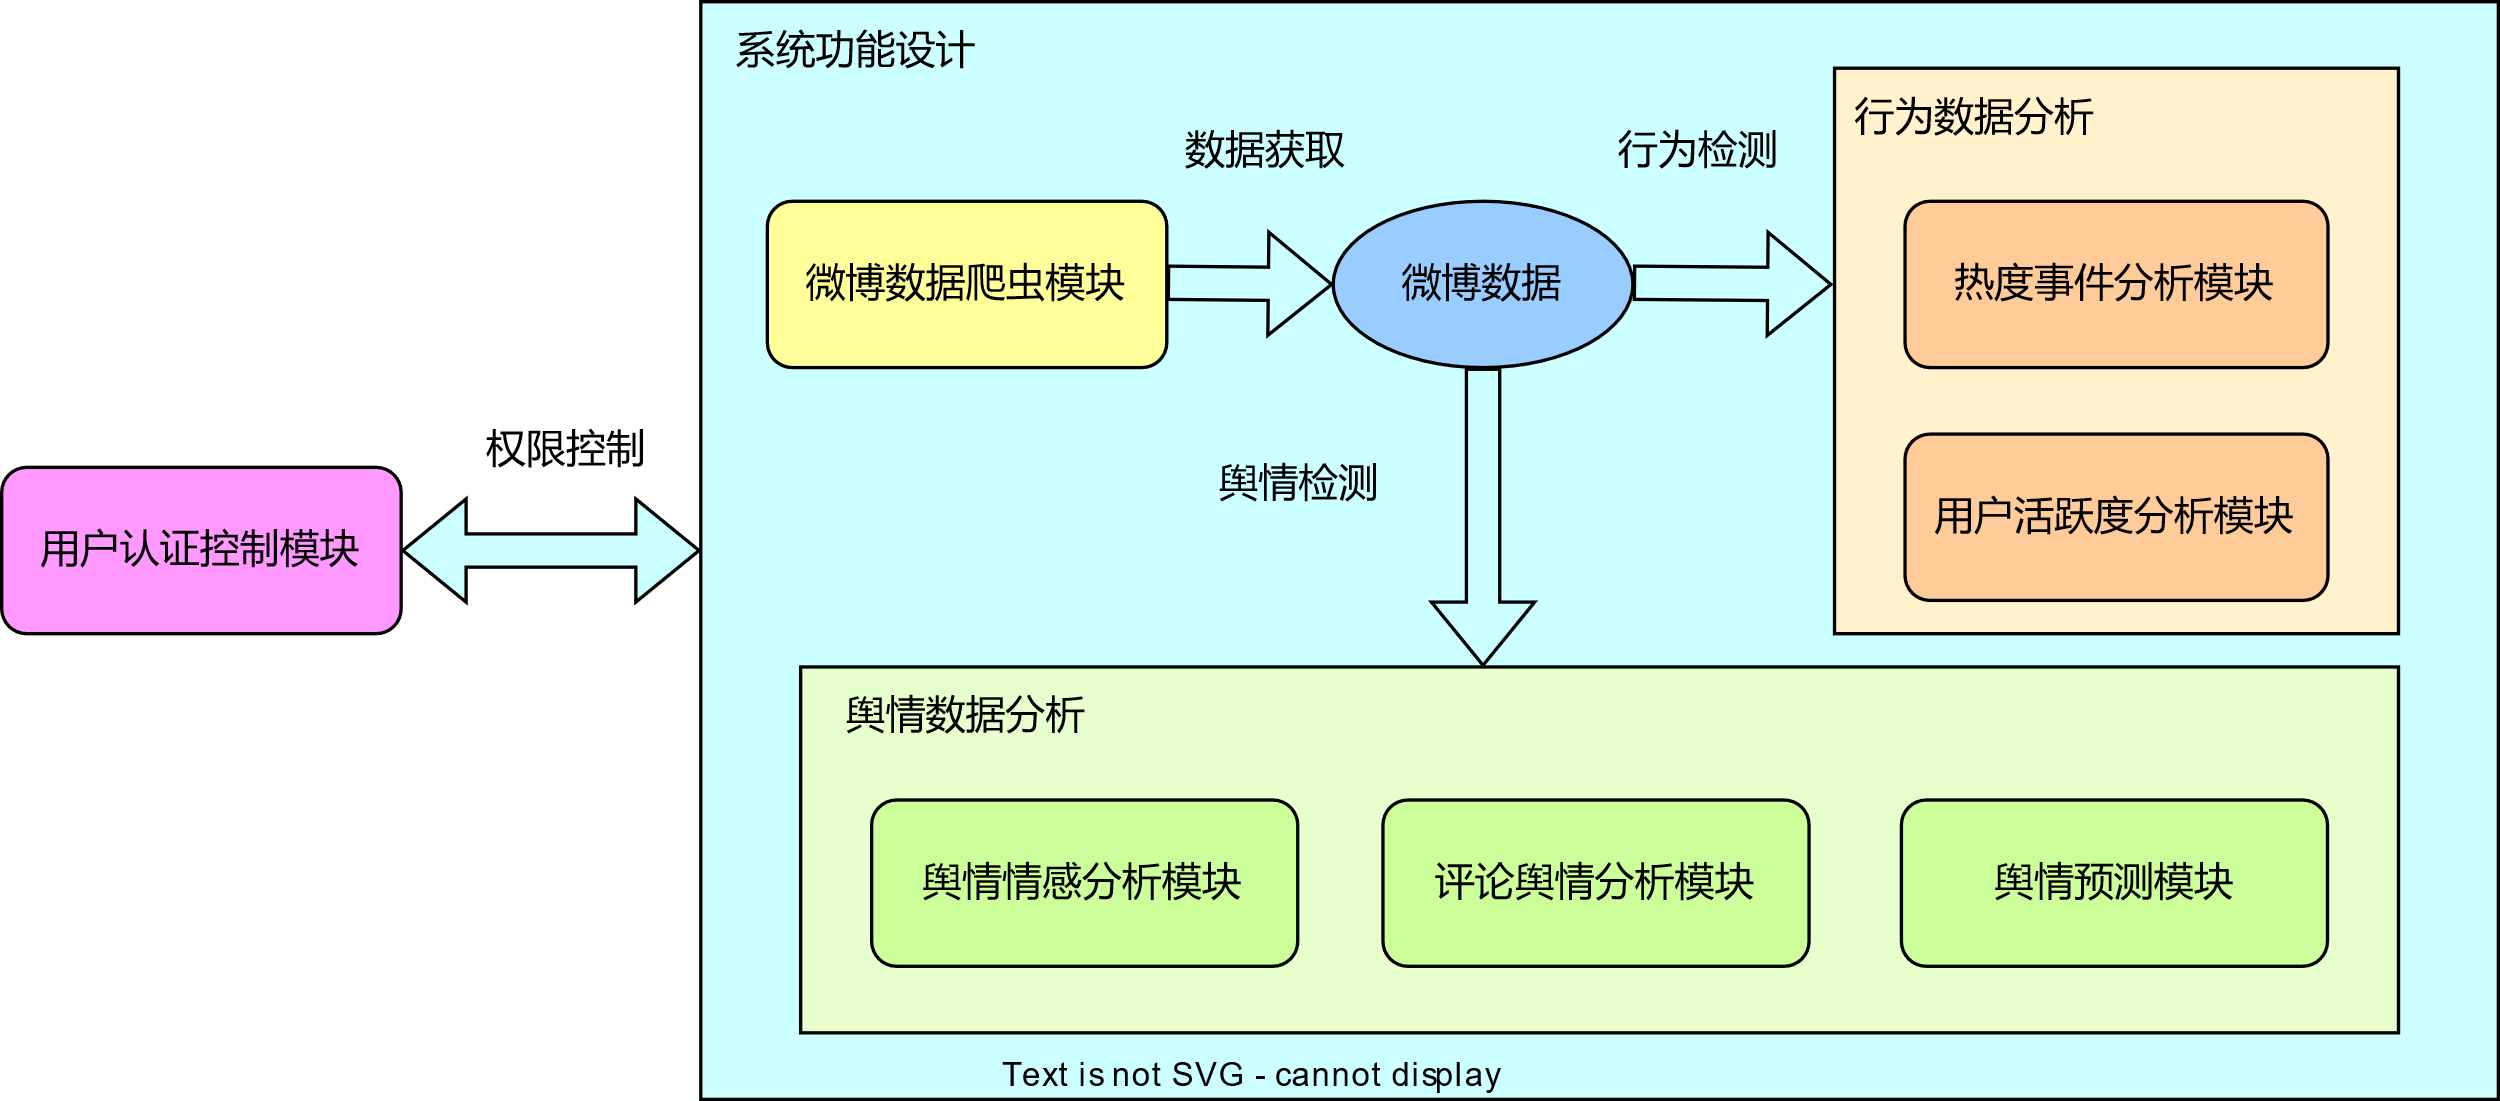 系统功能设计
行为数据分析
数据获取
行为检测
微博数据爬虫模块
微博数据
热度事件分析模块
权限控制
舆情检测
用户活跃度分析模块
用户认证控制模块
舆情数据分析
舆情情感分析模块
评论舆情分析模块
舆情预测模块
Text is not SVG - cannot display